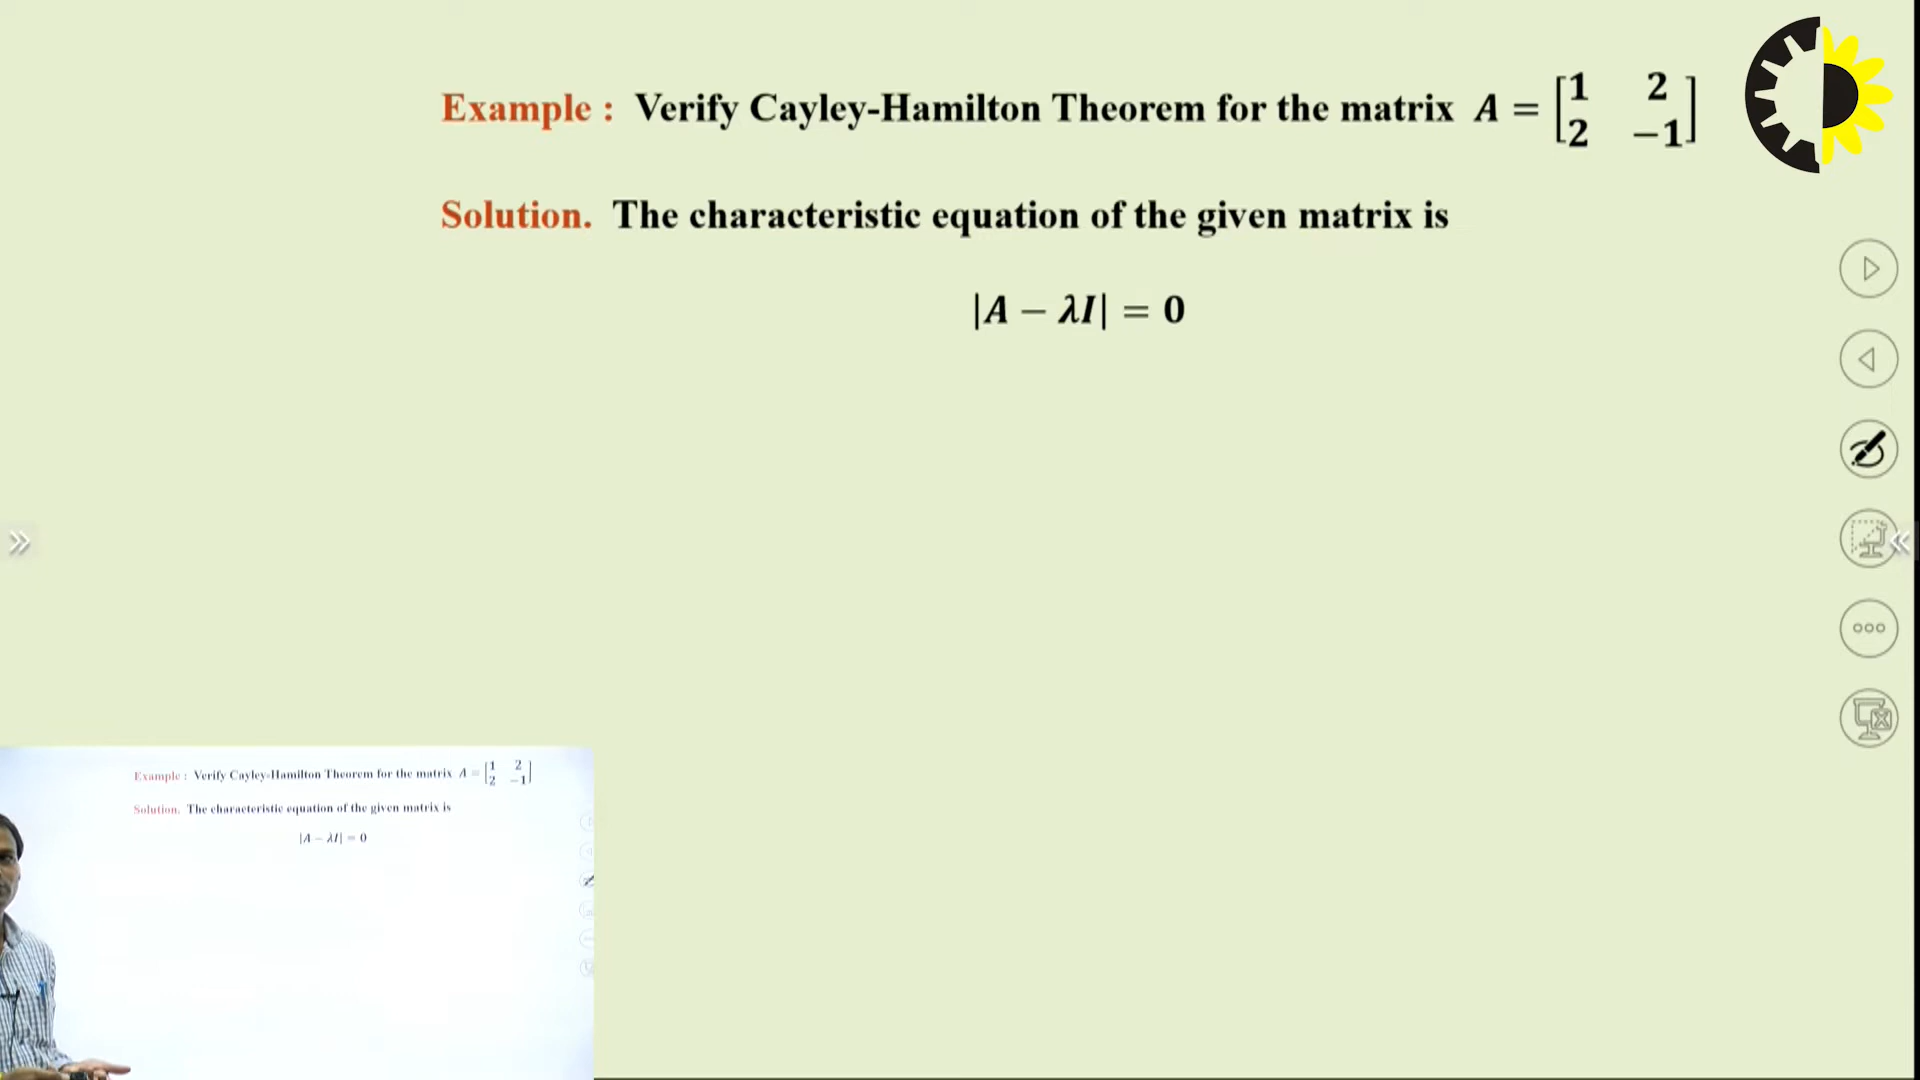 Example : Verify Cayley-Hamilton Theorem for the matrix A = [1 2
2 −1]
Solution. The characteristic equation of the given matrix is
|A − λI| = 0
Example : Verify Cayley-Hamilton Theorem for the matrix A = [1 2
2 −1]
Solution. The characteristic equation of the given matrix is
|A − λI| = 0